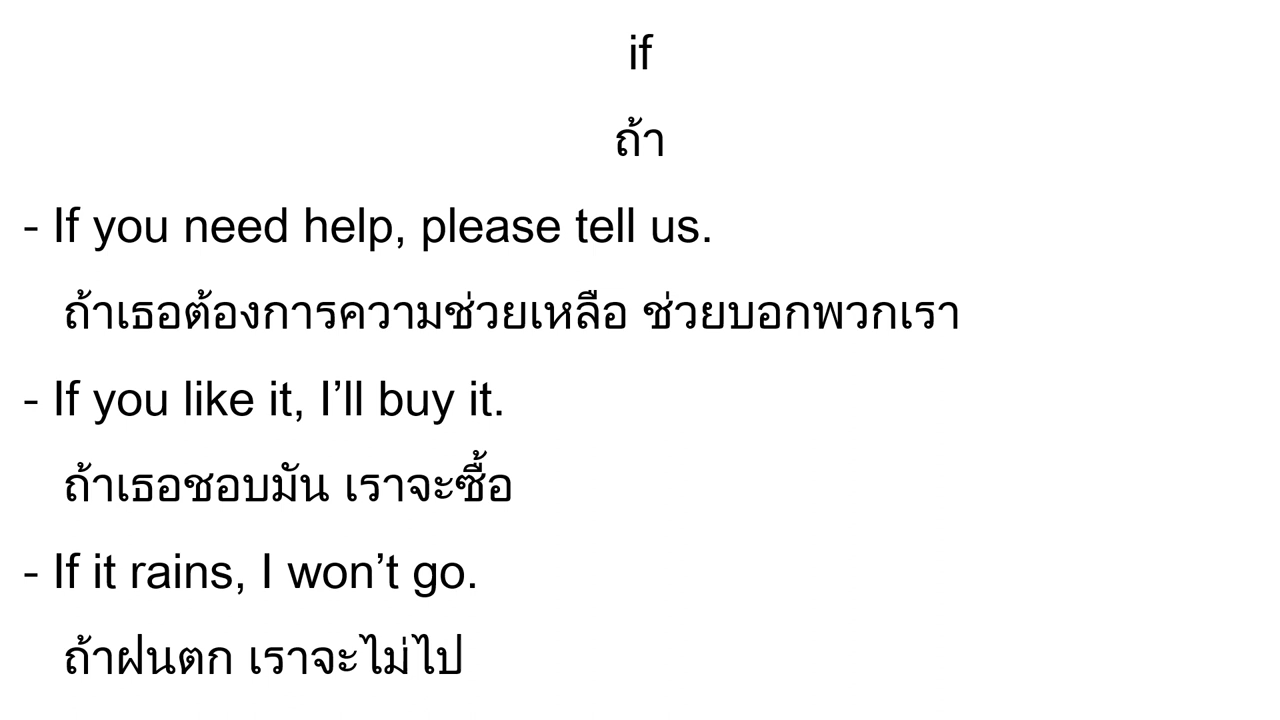 if
ถ้า
- If you need help, please tell us.
ถ้าเธอต้องการความช่วยเหลือ ช่วยบอกพวกเรา
- If you like it, I’ll buy it.
ถ้าเธอชอบมัน เราจะซื้อ
- If it rains, I won’t go.
ถ้าฝนตก เราจะไม่ไป